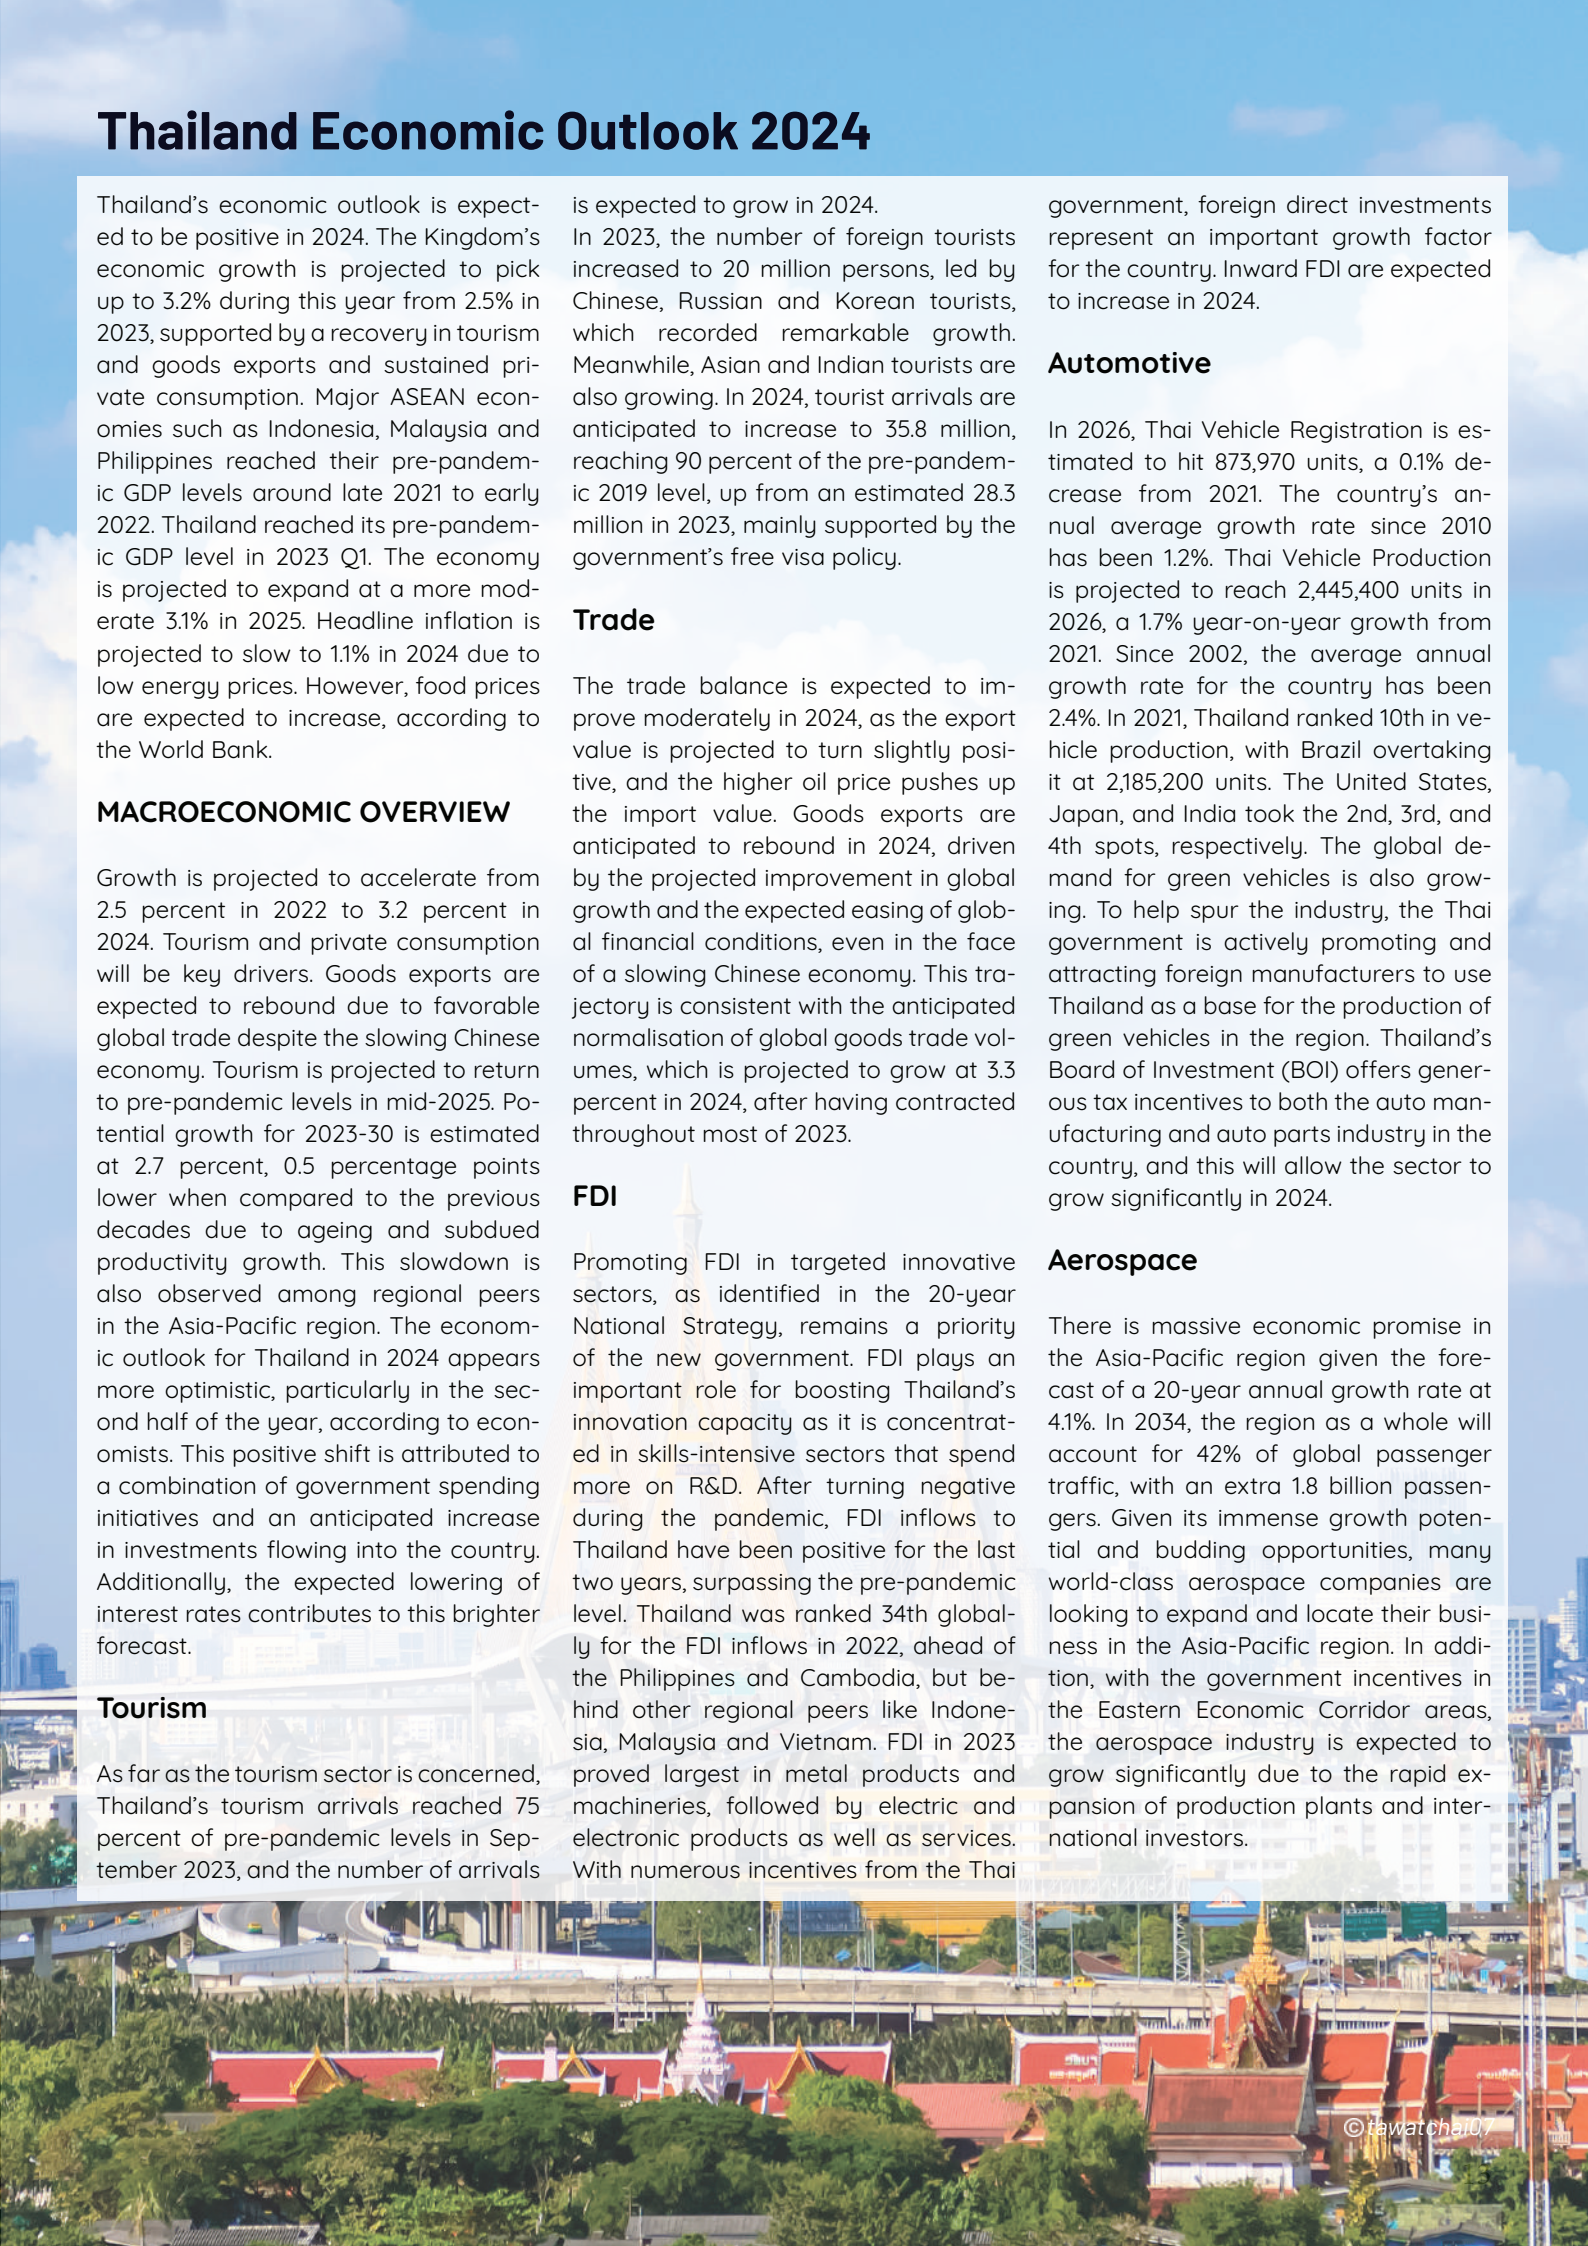 Thailand Economic Outlook 2024
Thailand's economic outlook is expect-
ed to be positive in 2024. The Kingdom's
economic growth is projected to pick
up to 3.2% during this year from 2.5% in
2023, supported by a recovery in tourism
and goods exports and sustained pri-
vate consumption. Major ASEAN econ-
omies such as Indonesia, Malaysia and
Philippines reached their pre-pandem-
ic GDP levels around late 2021 to early
2022. Thailand reached its pre-pandem-
ic GDP level in 2023 Q1. The economy
is projected to expand at a more mod-
erate 3.1% in 2025. Headline inflation is
projected to slow to 1.1% in 2024 due to
low energy prices. However, food prices
are expected to increase, according to
the World Bank.
MACROECONOMIC OVERVIEW
Growth is projected to accelerate from
2.5 percent in 2022 to 3.2 percent in
2024. Tourism and private consumption
will be key drivers. Goods exports are
expected to rebound due to favorable
global trade despite the slowing Chinese
economy. Tourism is projected to return
to pre-pandemic levels in mid-2025. Po-
tential growth for 2023-30 is estimated
at 2.7 percent, 0.5 percentage points
lower when compared to the previous
decades due to ageing and subdued
productivity growth. This slowdown is
also observed among regional peers
in the Asia-Pacific region. The econom-
ic outlook for Thailand in 2024 appears
more optimistic, particularly in the sec-
ond half of the year, according to econ-
omists. This positive shift is attributed to
a combination of government spending
initiatives and an anticipated increase
in investments flowing into the country.
Additionally, the expected lowering of
interest rates contributes to this brighter
forecast.
Tourism
As far as the tourism sector is concerned,
Thailand's tourism arrivals reached 75
percent of pre-pandemic levels in Sep-
tember 2023, and the number of arrivals
is expected to grow in 2024.
In 2023, the number of foreign tourists
increased to 20 million persons, led by
Chinese, Russian and Korean tourists,
which recorded remarkable growth.
Meanwhile, Asian and Indian tourists are
also growing. In 2024, tourist arrivals are
anticipated to increase to 35.8 million,
reaching 90 percent of the pre-pandem-
ic 2019 level, up from an estimated 28.3
million in 2023, mainly supported by the
government's free visa policy.
Trade
The trade balance is expected to im-
prove moderately in 2024, as the export
value is projected to turn slightly posi-
tive, and the higher oil price pushes up
the import value. Goods exports are
anticipated to rebound in 2024, driven
by the projected improvement in global
growth and the expected easing of glob-
al financial conditions, even in the face
of a slowing Chinese economy. This tra-
jectory is consistent with the anticipated
normalisation of global goods trade vol-
umes, which is projected to grow at 3.3
percent in 2024, after having contracted
throughout most of 2023.
FDI
Promoting FDI in targeted innovative
sectors, as identified in the 20-year
National Strategy, remains a priority
of the new government. FDI plays an
important role for boosting Thailand's
innovation capacity as it is concentrat-
ed in skills-intensive sectors that spend
more on R&D. After turning negative
during the pandemic, FDI inflows to
Thailand have been positive for the last
two years, surpassing the pre-pandemic
level. Thailand was ranked 34th global-
ly for the FDI inflows in 2022, ahead of
the Philippines and Cambodia, but be-
hind other regional peers like Indone-
sia, Malaysia and Vietnam. FDI in 2023
proved largest in metal products and
machineries, followed by electric and
electronic products as well as services.
With numerous incentives from the Thai
government, foreign direct investments
represent an important growth factor
for the country. Inward FDI are expected
to increase in 2024.
Automotive
In 2026, Thai Vehicle Registration is es-
timated to hit 873,970 units, a 0.1% de-
crease from 2021. The country's an-
nual average growth rate since 2010
has been 1.2%. Thai Vehicle Production
is projected to reach 2,445,400 units in
2026, a 1.7% year-on-year growth from
2021. Since 2002, the average annual
growth rate for the country has been
2.4%. In 2021, Thailand ranked 10th in ve-
hicle production, with Brazil overtaking
it at 2,185,200 units. The United States,
Japan, and India took the 2nd, 3rd, and
4th spots, respectively. The global de-
mand for green vehicles is also grow-
ing. To help spur the industry, the Thai
government is actively promoting and
attracting foreign manufacturers to use
Thailand as a base for the production of
green vehicles in the region. Thailand's
Board of Investment (BOI) offers gener-
ous tax incentives to both the auto man-
ufacturing and auto parts industry in the
country, and this will allow the sector to
grow significantly in 2024.
Aerospace
There is massive economic promise in
the Asia-Pacific region given the fore-
cast of a 20-year annual growth rate at
4.1%. In 2034, the region as a whole will
account for 42% of global passenger
traffic, with an extra 1.8 billion passen-
gers. Given its immense growth poten-
tial and budding opportunities, many
world-class aerospace companies are
looking to expand and locate their busi-
ness in the Asia-Pacific region. In addi-
tion, with the government incentives in
the Eastern Economic Corridor areas,
the aerospace industry is expected to
grow significantly due to the rapid ex-
pansion of production plants and inter-
national investors.
©tawatchai07